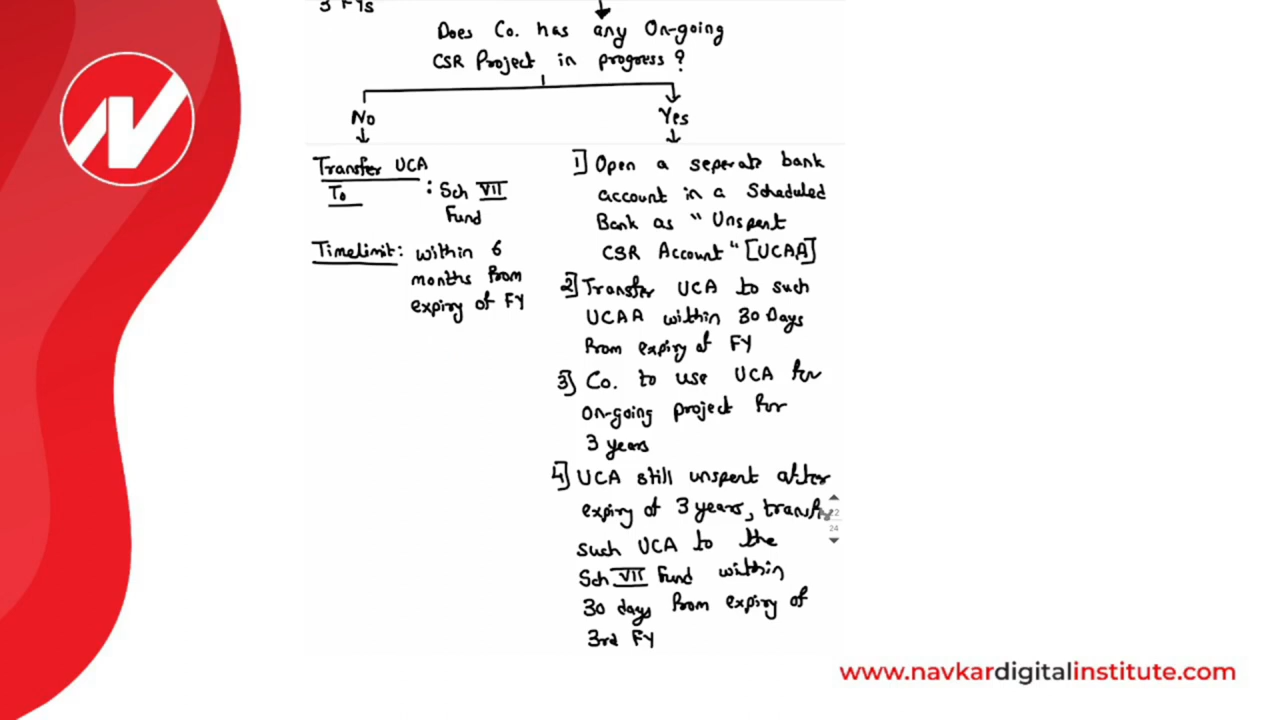 3 FYs
Does Co. has any On-going
CSR Project in progress ?
No
Yes
Transfer UCA
To : Sch VII
Fund
Timelimit : within 6
months from
expiry of FY
1] Open a seperate bank
account in a Scheduled
Bank as "Unspent
CSR Account" [UCAA]
2] Transfer UCA to such
UCAA within 30 Days
from expiry of FY
3] Co. to use UCA for
on-going project for
3 years
4] UCA still unspent after
expiry of 3 years, transfer
such UCA to the
Sch VII Fund within
30 days from expiry of
3rd FY
22
24
www.navkardigitalinstitute.com